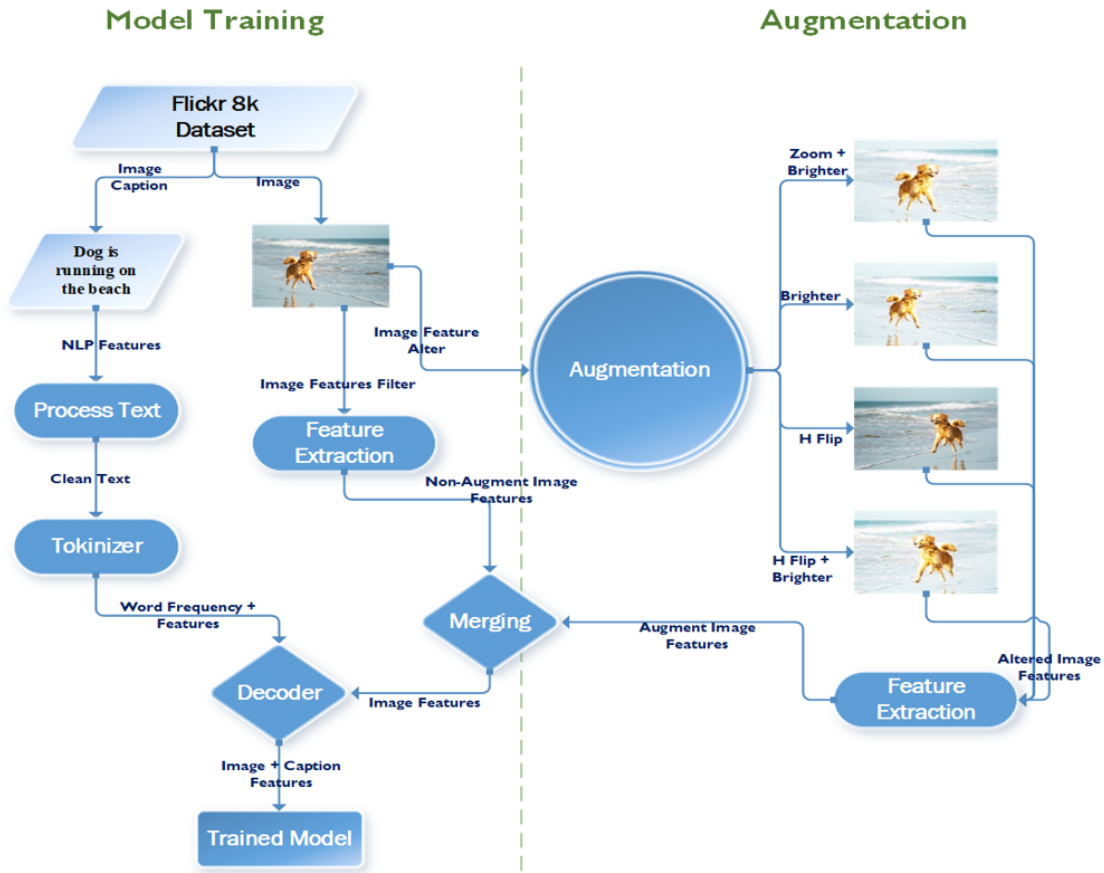 Model Training
Augmentation
Flickr 8k
Dataset
Image
Caption
Image
Dog is
running on
the beach
NLP Features
Process Text
Clean Text
Tokinizer
Word Frequency +
Features
Image Feature
Alter
Image Features Filter
Feature
Extraction
Non-Augment Image
Features
Merging
Image Features
Decoder
Image + Caption
Features
Trained Model
Augmentation
Zoom +
Brighter
Brighter
H Flip
H Flip +
Brighter
Altered Image
Features
Feature
Extraction
Augment Image
Features